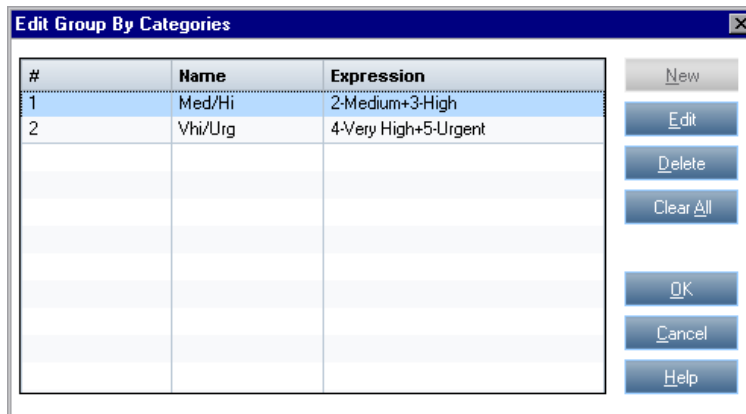 Edit Group By Categories
# Name Expression
1 Med/Hi 2-Medium+3-High
2 Vhi/Urg 4-Very High+5-Urgent
New
Edit
Delete
Clear All
OK
Cancel
Help